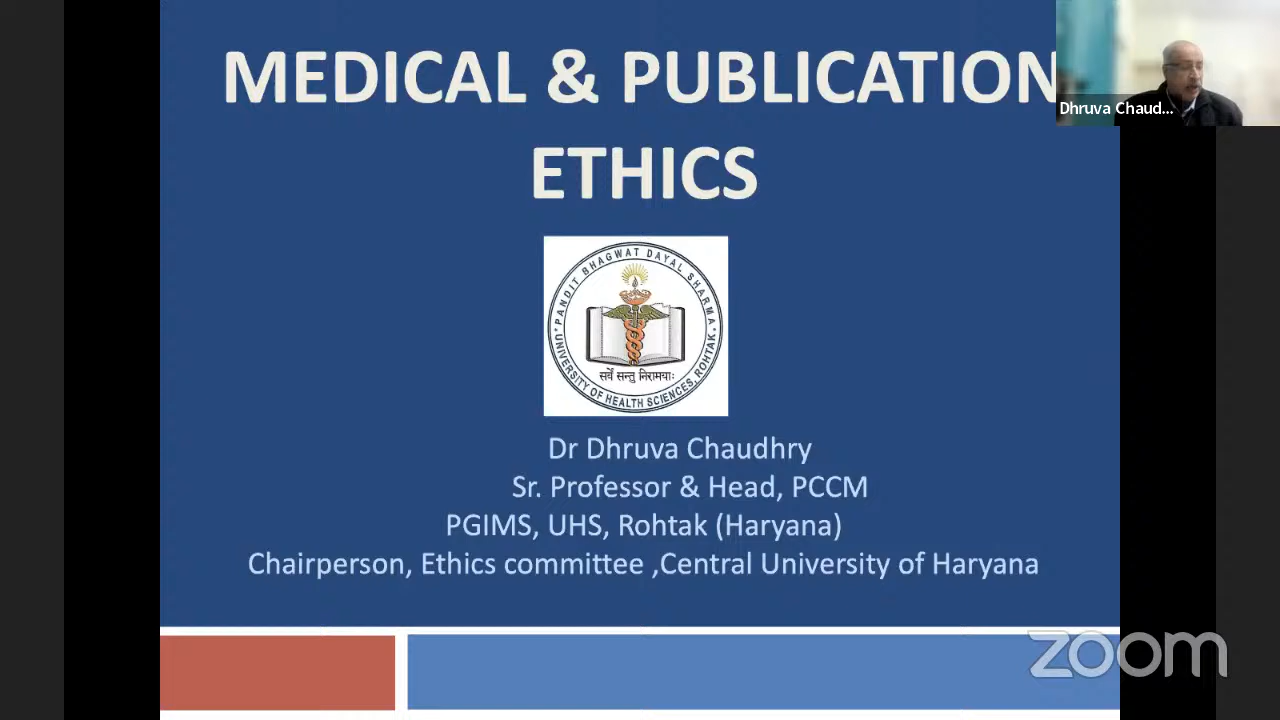 MEDICAL & PUBLICATION
ETHICS
Dhruva Chaud...
PANDIT BHAGWAT DAYAL SHARMA
UNIVERSITY OF HEALTH SCIENCES, ROHTAK
सर्वे सन्तु निरामयाः
Dr Dhruva Chaudhry
Sr. Professor & Head, PCCM
PGIMS, UHS, Rohtak (Haryana)
Chairperson, Ethics committee ,Central University of Haryana
zoom